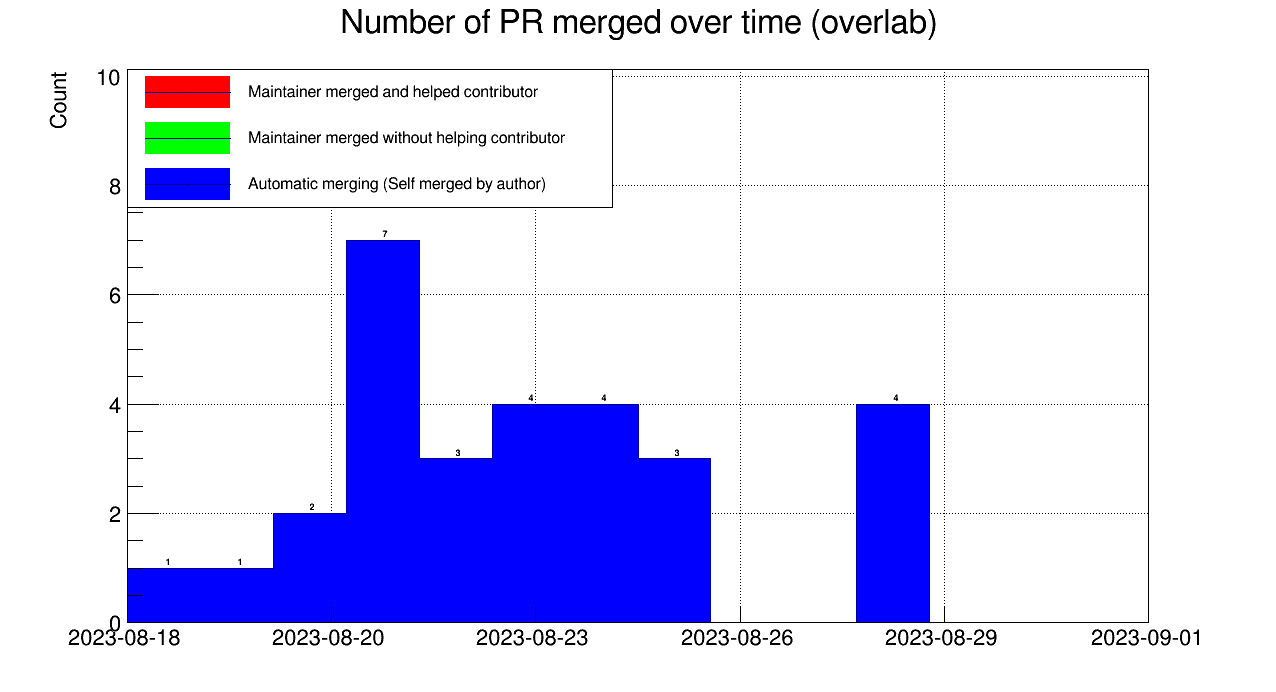 Number of PR merged over time (overlab)
Count
10
Maintainer merged and helped contributor
Maintainer merged without helping contributor
8
Automatic merging (Self merged by author)
7
6
4
4 4 4
3 3
2
2
1 1
0
2023-08-18 2023-08-20 2023-08-23 2023-08-26 2023-08-29 2023-09-01